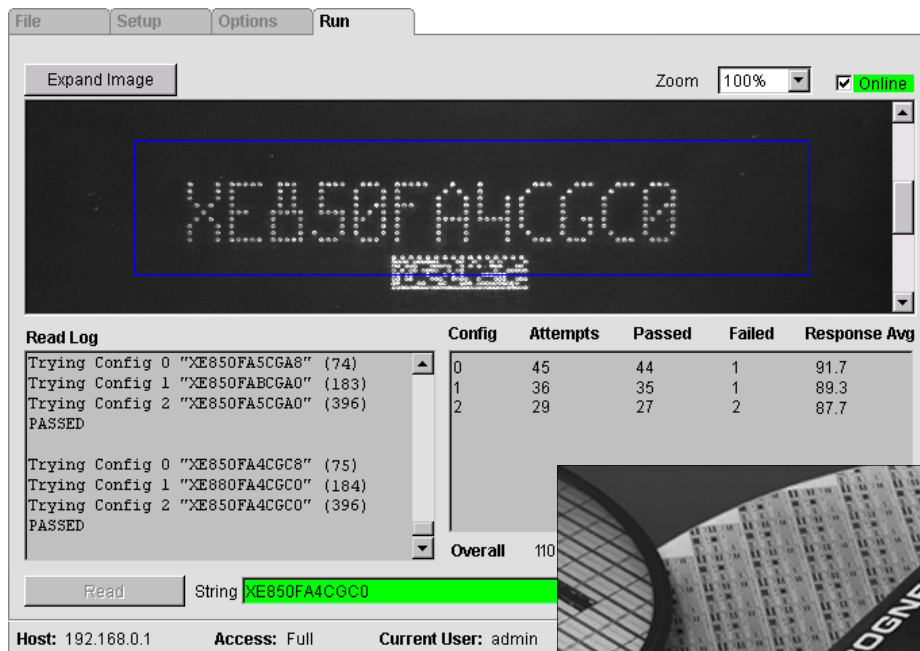 File Setup Options Run
Expand Image Zoom 100% Online
XE850FA4CGC0
Read Log
Trying Config 0 "XE850FA5CGA8" (74)
Trying Config 1 "XE850FABCGA0" (183)
Trying Config 2 "XE850FA5CGA0" (396)
PASSED
Trying Config 0 "XE850FA4CGC8" (75)
Trying Config 1 "XE880FA4CGC0" (184)
Trying Config 2 "XE850FA4CGC0" (396)
PASSED
Config Attempts Passed Failed Response Avg
0 45 44 1 91.7
1 36 35 1 89.3
2 29 27 2 87.7
Overall 110
Read String XE850FA4CGC0
Host: 192.168.0.1 Access: Full Current User: admin
OGNE